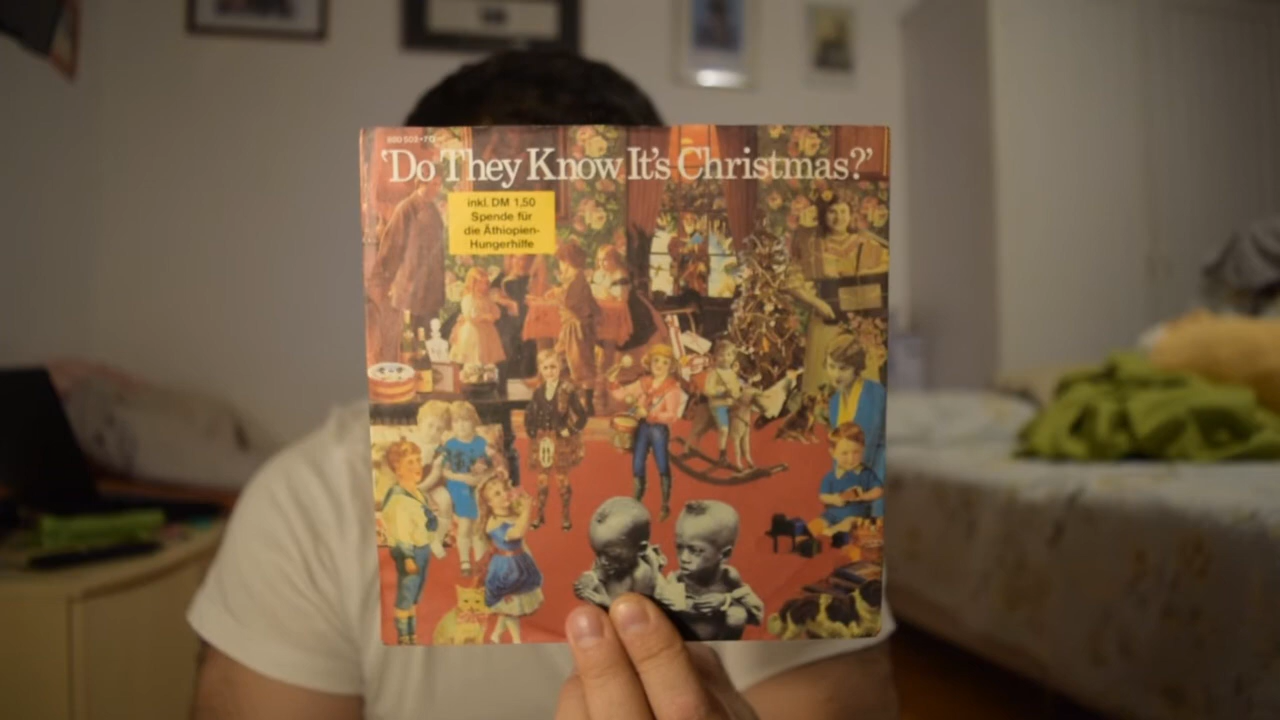 'Do They Know It's Christmas?'
inkl. DM 1,50
Spende für
die Äthiopien-
Hungerhilfe